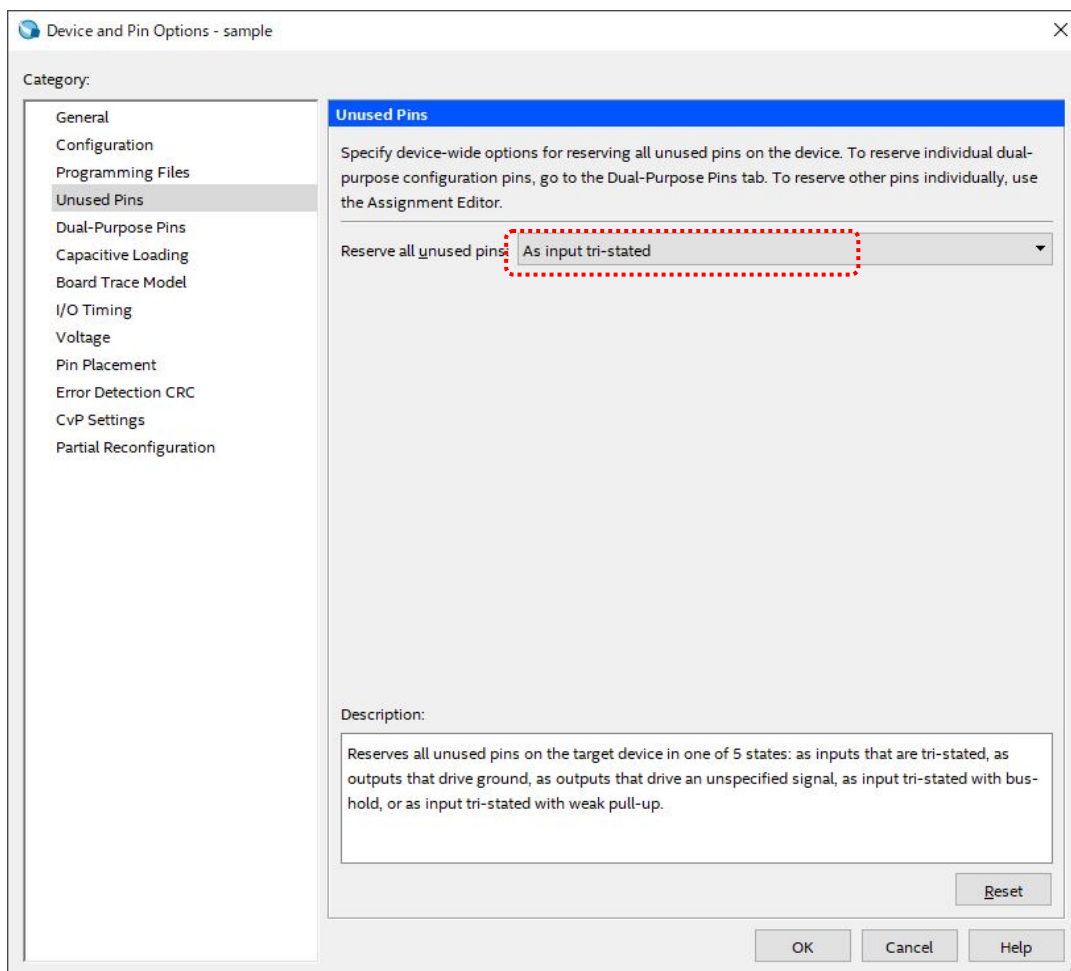 Device and Pin Options - sample
Category:
General
Configuration
Programming Files
Unused Pins
Dual-Purpose Pins
Capacitive Loading
Board Trace Model
I/O Timing
Voltage
Pin Placement
Error Detection CRC
CvP Settings
Partial Reconfiguration
Unused Pins
Specify device-wide options for reserving all unused pins on the device. To reserve individual dual-
purpose configuration pins, go to the Dual-Purpose Pins tab. To reserve other pins individually, use
the Assignment Editor.
Reserve all unused pins: As input tri-stated
Description:
Reserves all unused pins on the target device in one of 5 states: as inputs that are tri-stated, as
outputs that drive ground, as outputs that drive an unspecified signal, as input tri-stated with bus-
hold, or as input tri-stated with weak pull-up.
Reset
OK Cancel Help